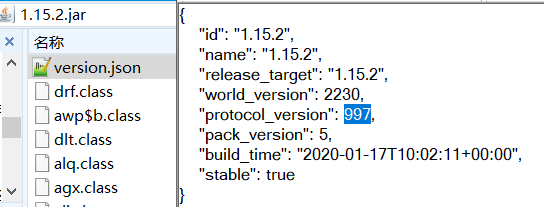 1.15.2.jar
名称
version.json
drf.class
awp$b.class
dlt.class
alq.class
agx.class
{
"id": "1.15.2",
"name": "1.15.2",
"release_target": "1.15.2",
"world_version": 2230,
"protocol_version": 997,
"pack_version": 5,
"build_time": "2020-01-17T10:02:11+00:00",
"stable": true
}